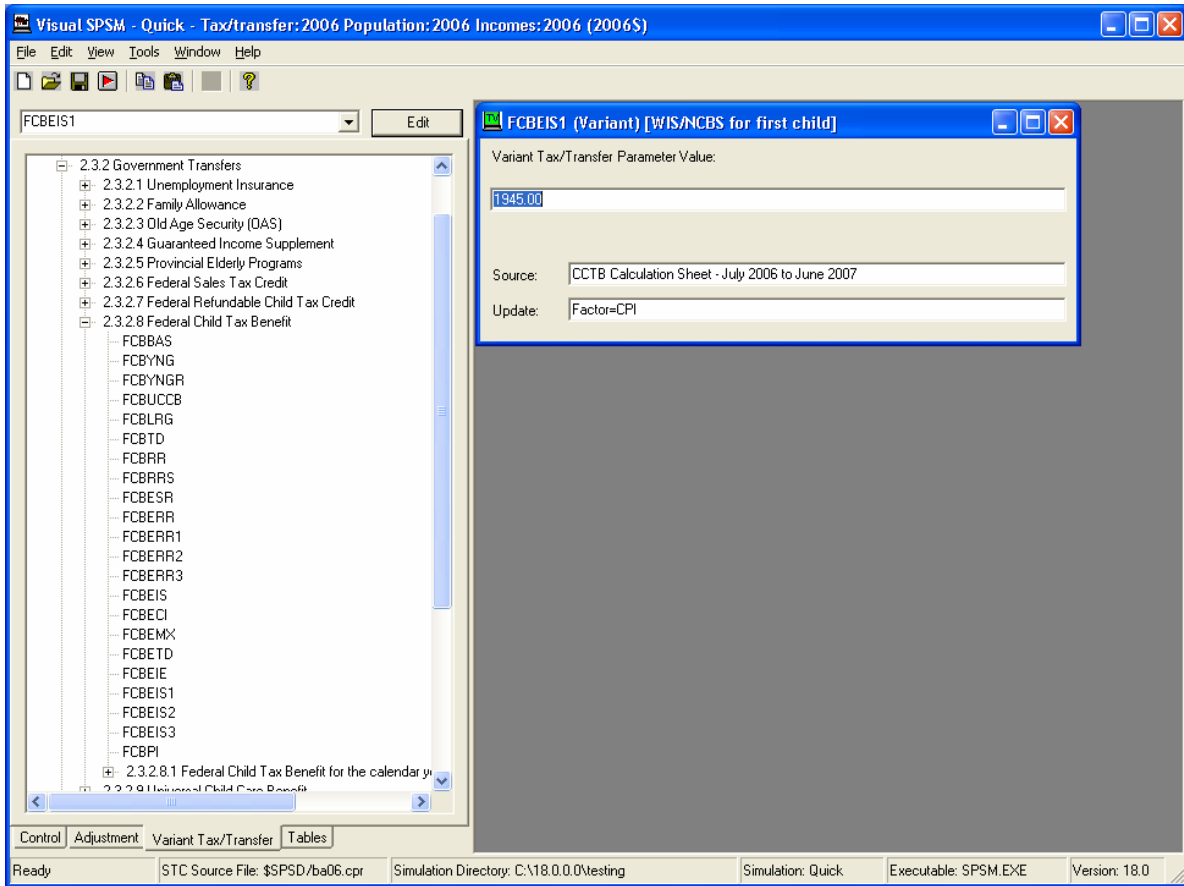 Visual SPSM - Quick - Tax/transfer:2006 Population:2006 Incomes:2006 (2006$)
File Edit View Tools Window Help
FCBEIS1
Edit
2.3.2 Government Transfers
2.3.2.1 Unemployment Insurance
2.3.2.2 Family Allowance
2.3.2.3 Old Age Security (OAS)
2.3.2.4 Guaranteed Income Supplement
2.3.2.5 Provincial Elderly Programs
2.3.2.6 Federal Sales Tax Credit
2.3.2.7 Federal Refundable Child Tax Credit
2.3.2.8 Federal Child Tax Benefit
FCBBAS
FCBYNG
FCBYNGR
FCBUCCB
FCBLRG
FCBTD
FCBRR
FCBRRS
FCBESR
FCBERR
FCBERR1
FCBERR2
FCBERR3
FCBEIS
FCBECI
FCBEMX
FCBETD
FCBEIE
FCBEIS1
FCBEIS2
FCBEIS3
FCBPI
2.3.2.8.1 Federal Child Tax Benefit for the calendar y
2.3.2.9 Universal Child Care Benefit
Control Adjustment Variant Tax/Transfer Tables
TV FCBEIS1 (Variant) [WIS/NCBS for first child]
Variant Tax/Transfer Parameter Value:
1945.00
Source: CCTB Calculation Sheet - July 2006 to June 2007
Update: Factor=CPI
Ready STC Source File: $SPSD/ba06.cpr Simulation Directory: C:\18.0.0.0\testing Simulation: Quick Executable: SPSM.EXE Version: 18.0